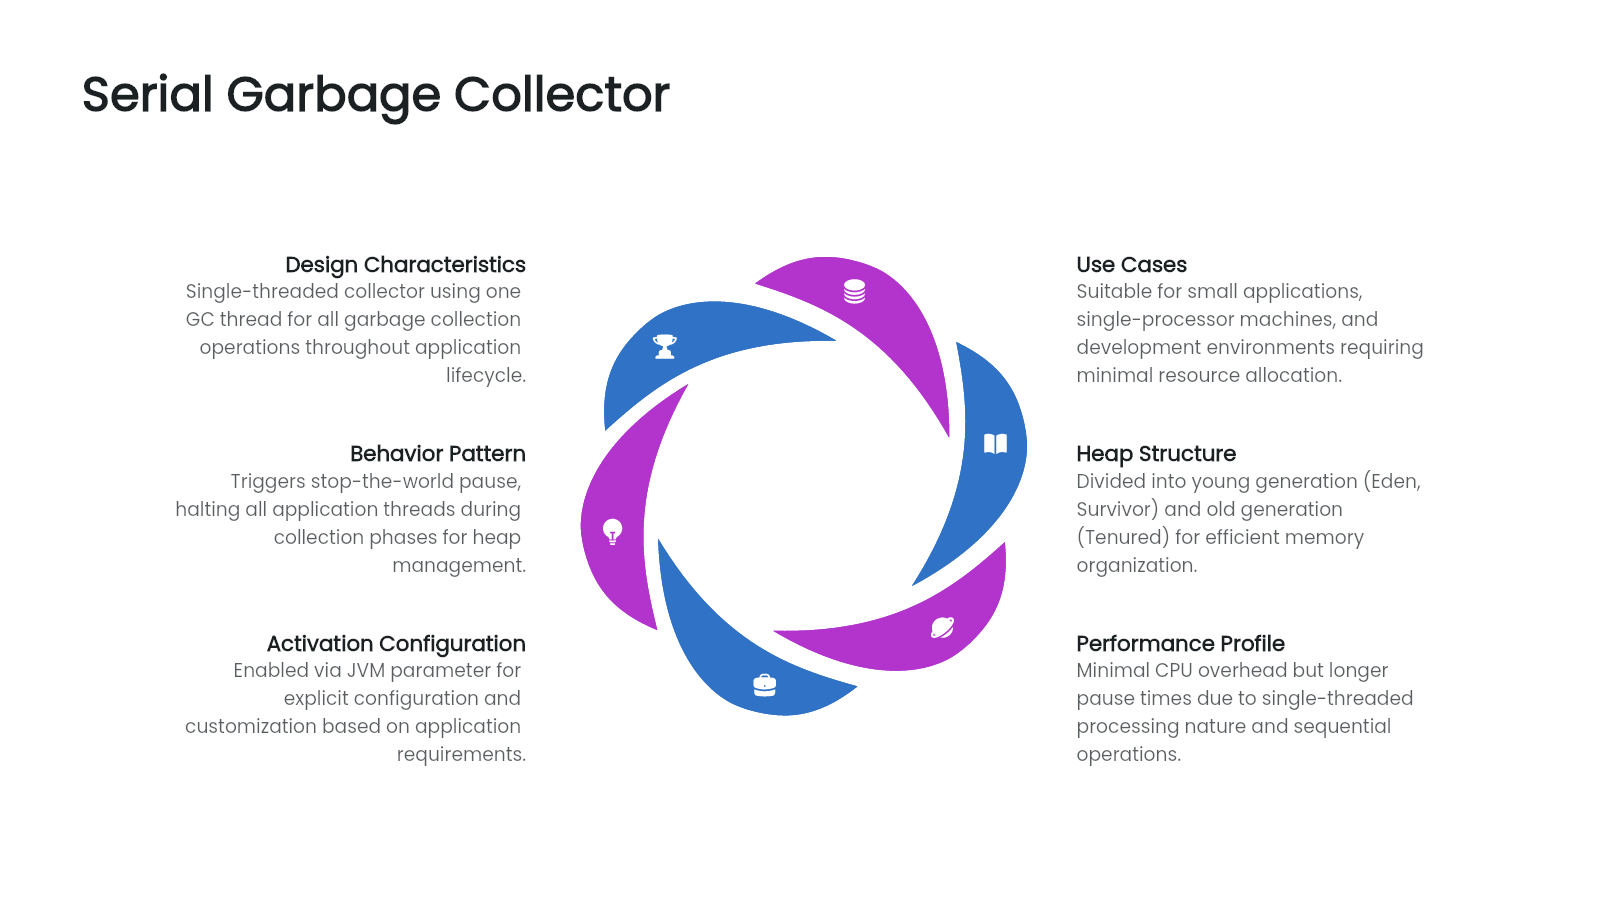 Serial Garbage Collector
Design Characteristics
Single-threaded collector using one
GC thread for all garbage collection
operations throughout application
lifecycle.
Behavior Pattern
Triggers stop-the-world pause,
halting all application threads during
collection phases for heap
management.
Activation Configuration
Enabled via JVM parameter for
explicit configuration and
customization based on application
requirements.
Use Cases
Suitable for small applications,
single-processor machines, and
development environments requiring
minimal resource allocation.
Heap Structure
Divided into young generation (Eden,
Survivor) and old generation
(Tenured) for efficient memory
organization.
Performance Profile
Minimal CPU overhead but longer
pause times due to single-threaded
processing nature and sequential
operations.